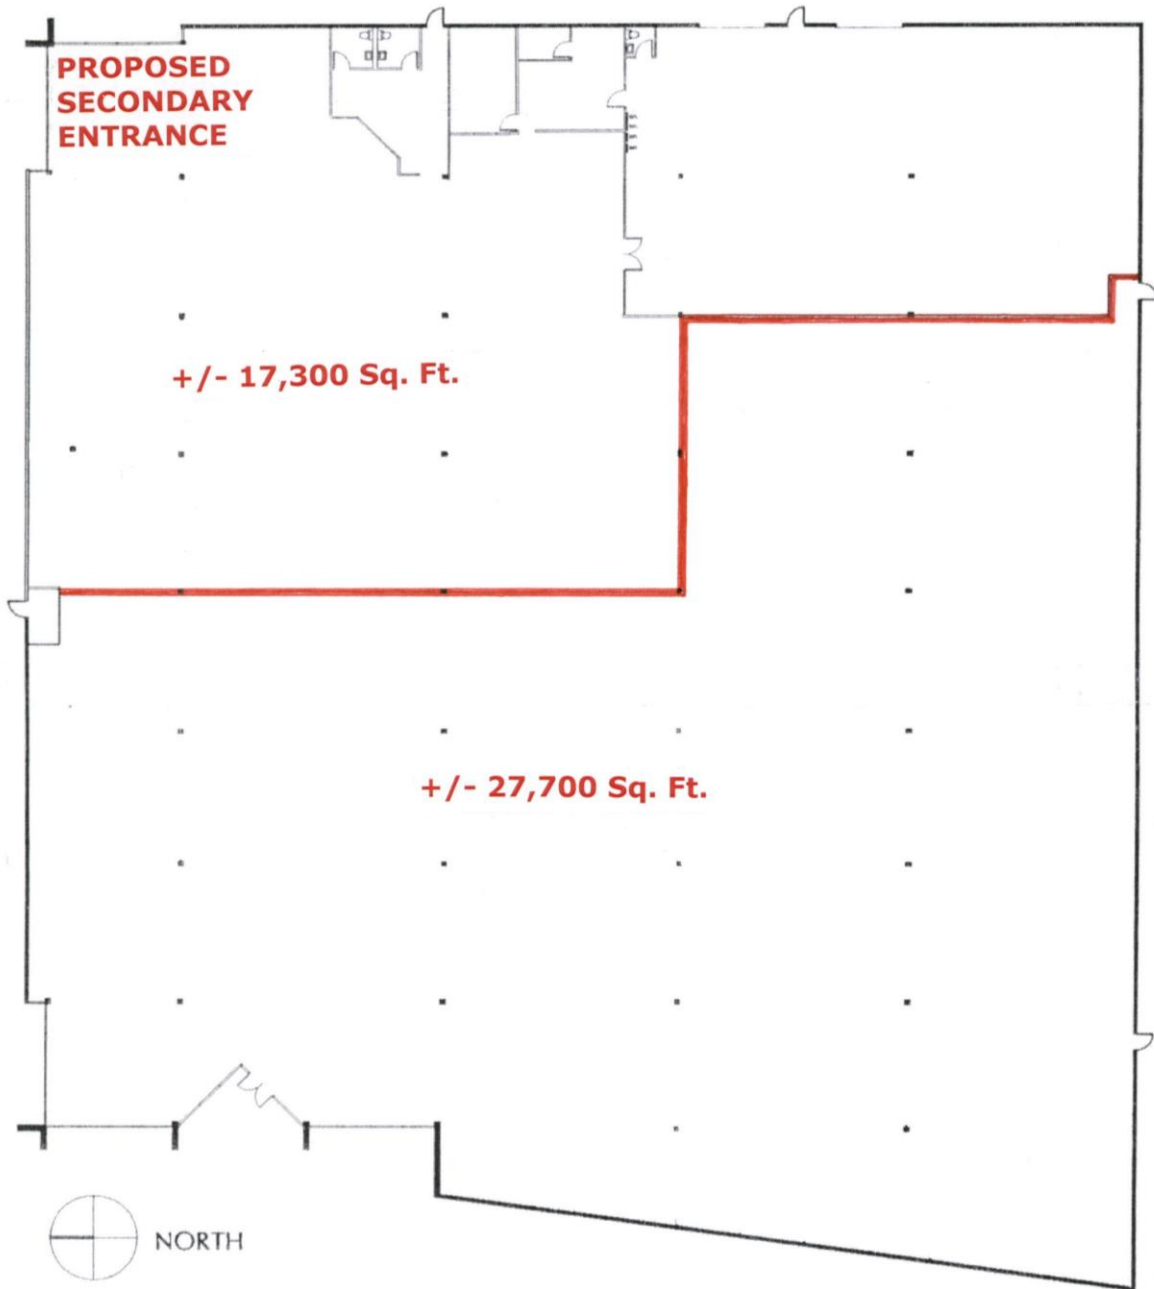 PROPOSED
SECONDARY
ENTRANCE
+/- 17,300 Sq. Ft.
+/- 27,700 Sq. Ft.
NORTH